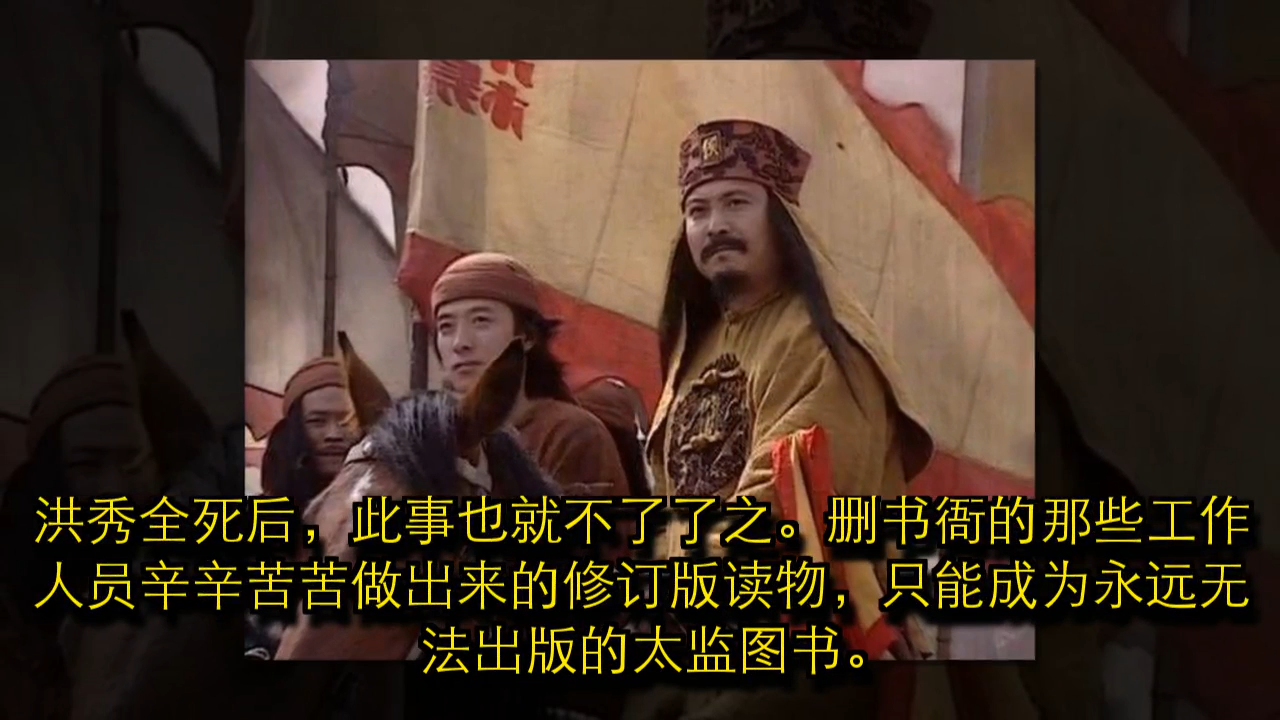 洪秀全死后，此事也就不了了之。删书衙的那些工作
人员辛辛苦苦做出来的修订版读物，只能成为永远无
法出版的太监图书。